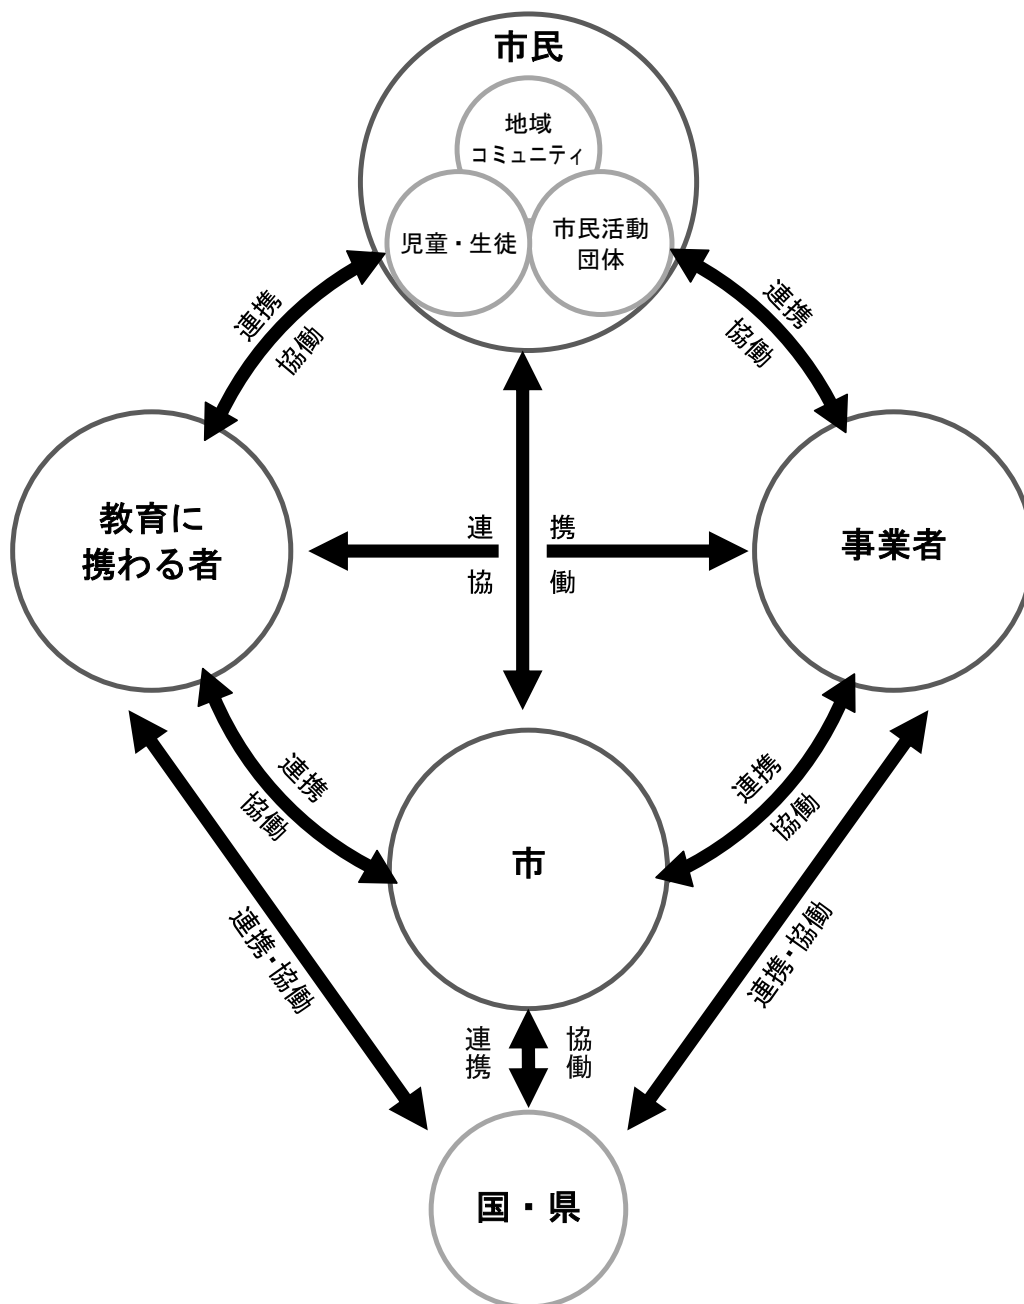 市民
地域
コミュニティ
児童・生徒
市民活動
団体
連携
協働
連携
協働
教育に
携わる者
連携
協働
事業者
連携
協働
連携
協働
市
連携・協働
連携・協働
連携
協働
国・県